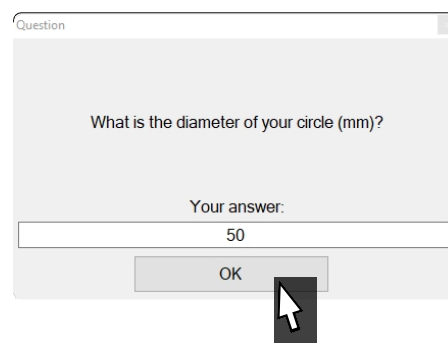 Question
What is the diameter of your circle (mm)?
Your answer:
50
OK